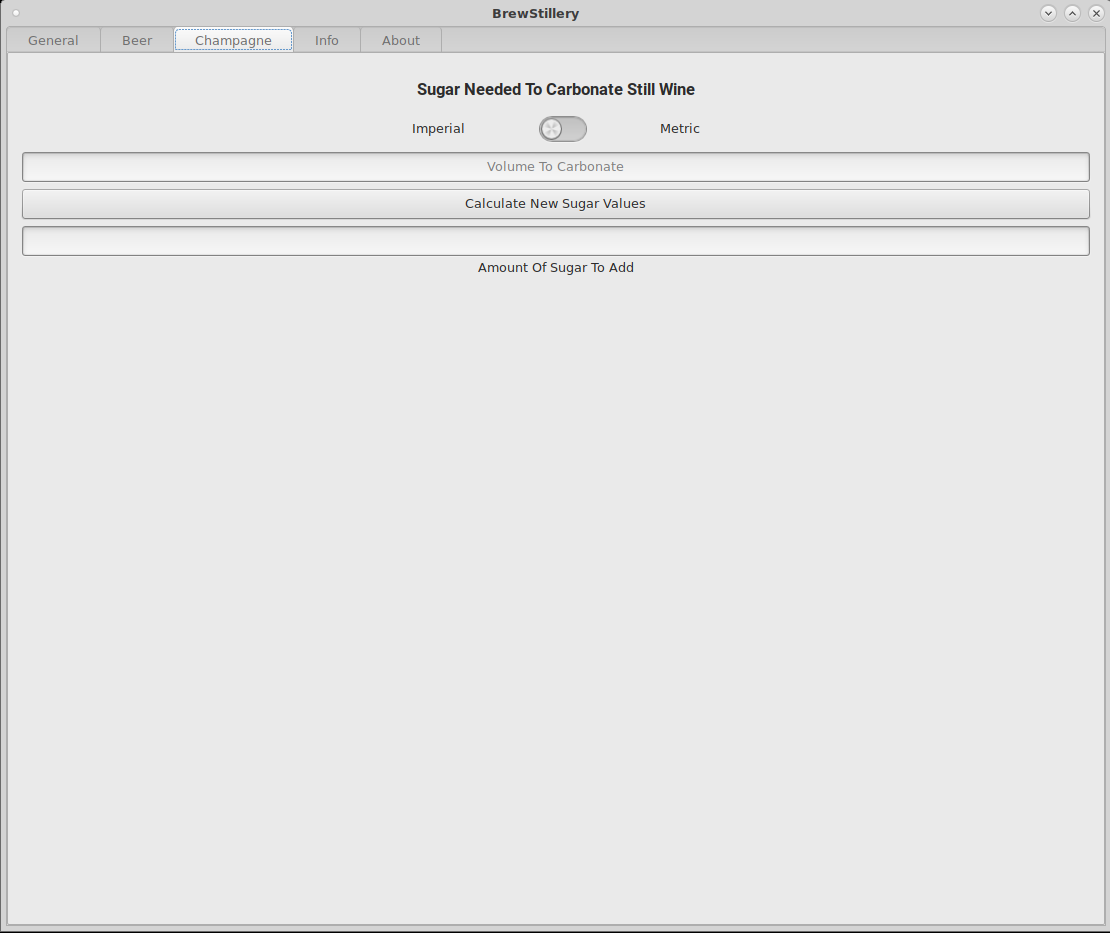 BrewStillery
General Beer Champagne Info About
Sugar Needed To Carbonate Still Wine
Imperial Metric
Volume To Carbonate
Calculate New Sugar Values
Amount Of Sugar To Add